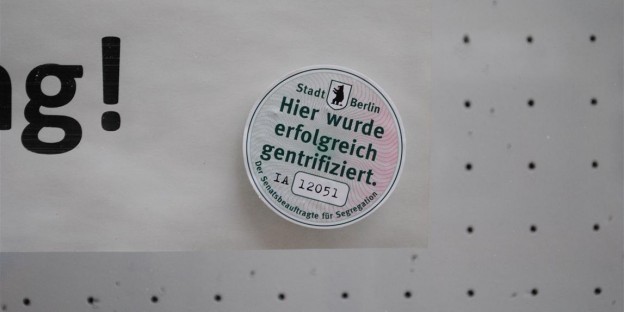 g!
Stadt Berlin
Hier wurde
erfolgreich
gentrifiziert.
IA 12051
Der Senatsbeauftragte für Segregation